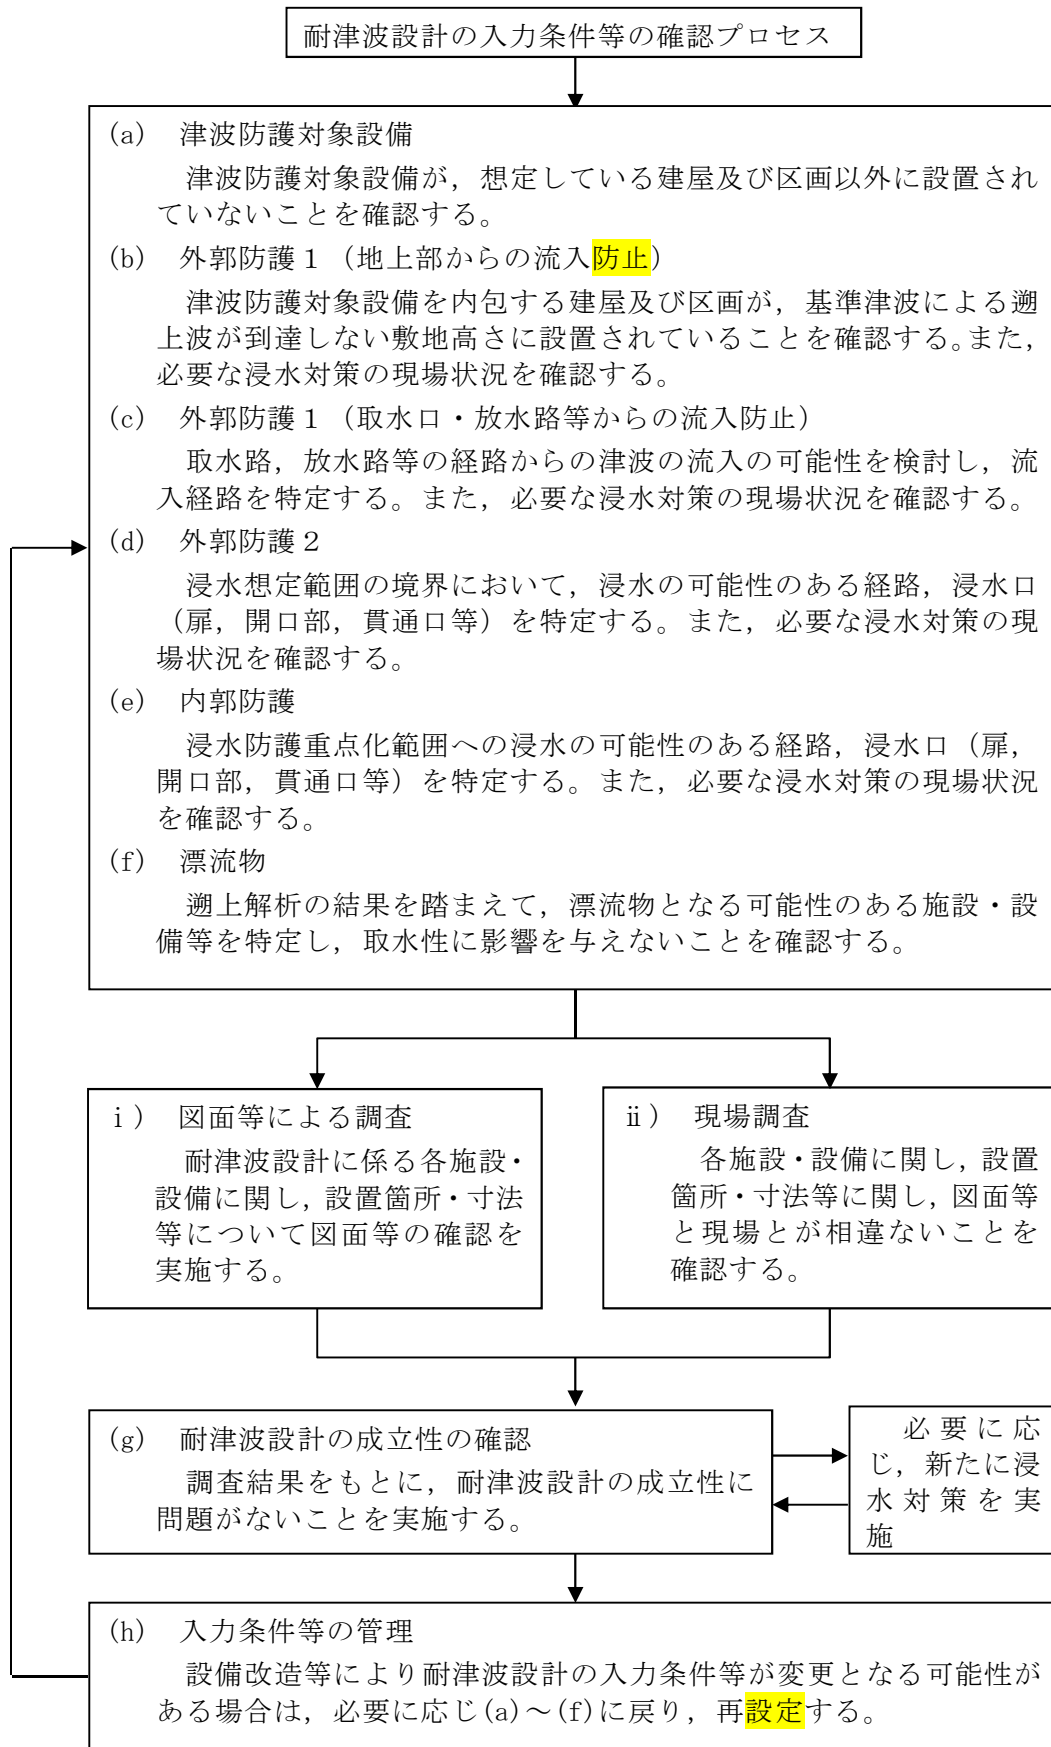 耐津波設計の入力条件等の確認プロセス
(a) 津波防護対象設備
津波防護対象設備が，想定している建屋及び区画以外に設置され
ていないことを確認する。
(b) 外郭防護１（地上部からの流入防止）
津波防護対象設備を内包する建屋及び区画が，基準津波による遡
上波が到達しない敷地高さに設置されていることを確認する。また，
必要な浸水対策の現場状況を確認する。
(c) 外郭防護１（取水口・放水路等からの流入防止）
取水路，放水路等の経路からの津波の流入の可能性を検討し，流
入経路を特定する。また，必要な浸水対策の現場状況を確認する。
(d) 外郭防護２
浸水想定範囲の境界において，浸水の可能性のある経路，浸水口
（扉，開口部，貫通口等）を特定する。また，必要な浸水対策の現
場状況を確認する。
(e) 内郭防護
浸水防護重点化範囲への浸水の可能性のある経路，浸水口（扉，
開口部，貫通口等）を特定する。また，必要な浸水対策の現場状況
を確認する。
(f) 漂流物
遡上解析の結果を踏まえて，漂流物となる可能性のある施設・設
備等を特定し，取水性に影響を与えないことを確認する。
ⅰ) 図面等による調査
耐津波設計に係る各施設・
設備に関し，設置箇所・寸法
等について図面等の確認を
実施する。
ⅱ) 現場調査
各施設・設備に関し，設置
箇所・寸法等に関し，図面等
と現場とが相違ないことを
確認する。
(g) 耐津波設計の成立性の確認
調査結果をもとに，耐津波設計の成立性に
問題がないことを実施する。
必要に応
じ，新たに浸
水対策を実
施
(h) 入力条件等の管理
設備改造等により耐津波設計の入力条件等が変更となる可能性が
ある場合は，必要に応じ(a)～(f)に戻り，再設定する。